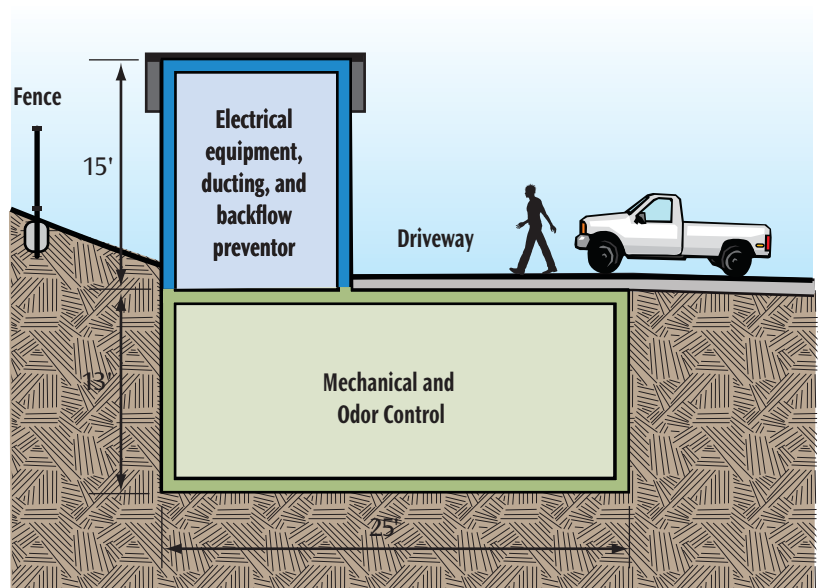 Fence
15'
Electrical
equipment,
ducting, and
backflow
preventor
Driveway
13'
Mechanical and
Odor Control
25'